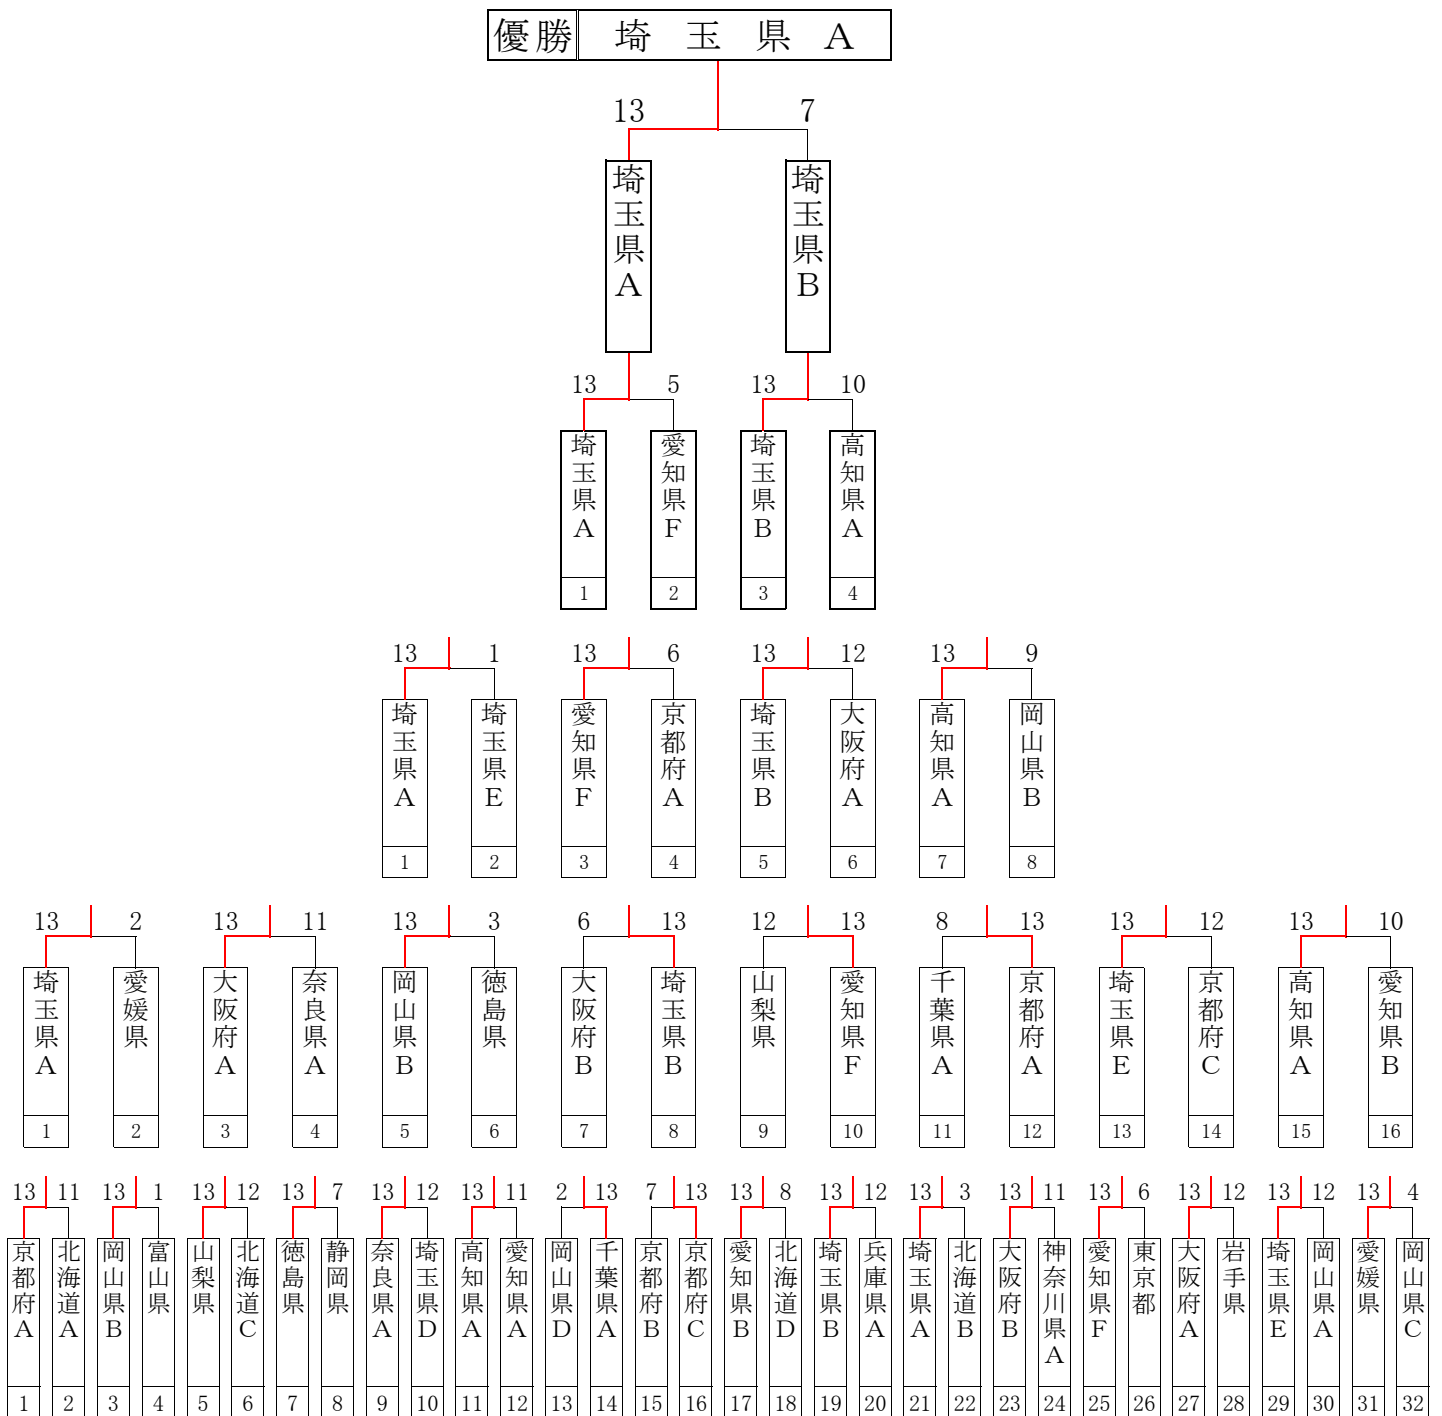 優勝 埼玉県A
13 7
埼玉県A 埼玉県B
13 5 13 10
埼玉県A 愛知県F 埼玉県B 高知県A
1 2 3 4
13 1 13 6 13 12 13 9
埼玉県A 埼玉県E 愛知県F 京都府A 埼玉県B 大阪府A 高知県A 岡山県B
1 2 3 4 5 6 7 8
13 2 13 11 13 3 6 13 12 13 8 13 13 12 13 10
埼玉県A 愛媛県 大阪府A 奈良県A 岡山県B 徳島県 大阪府B 埼玉県B 山梨県 愛知県F 千葉県A 京都府A 埼玉県E 京都府C 高知県A 愛知県B
1 2 3 4 5 6 7 8 9 10 11 12 13 14 15 16
13 11 13 1 13 12 13 7 13 12 13 11 2 13 7 13 13 8 13 12 13 3 13 11 13 6 13 12 13 12 13 4
京都府A 北海道A 岡山県B 富山県 山梨県 北海道C 徳島県 静岡県 奈良県A 埼玉県D 高知県A 愛知県A 岡山県D 千葉県A 京都府B 京都府C 愛知県B 北海道D 埼玉県B 兵庫県A 埼玉県A 北海道B 大阪府B 神奈川県A 愛知県F 東京都 大阪府A 岩手県 埼玉県E 岡山県A 愛媛県 岡山県C
1 2 3 4 5 6 7 8 9 10 11 12 13 14 15 16 17 18 19 20 21 22 23 24 25 26 27 28 29 30 31 32